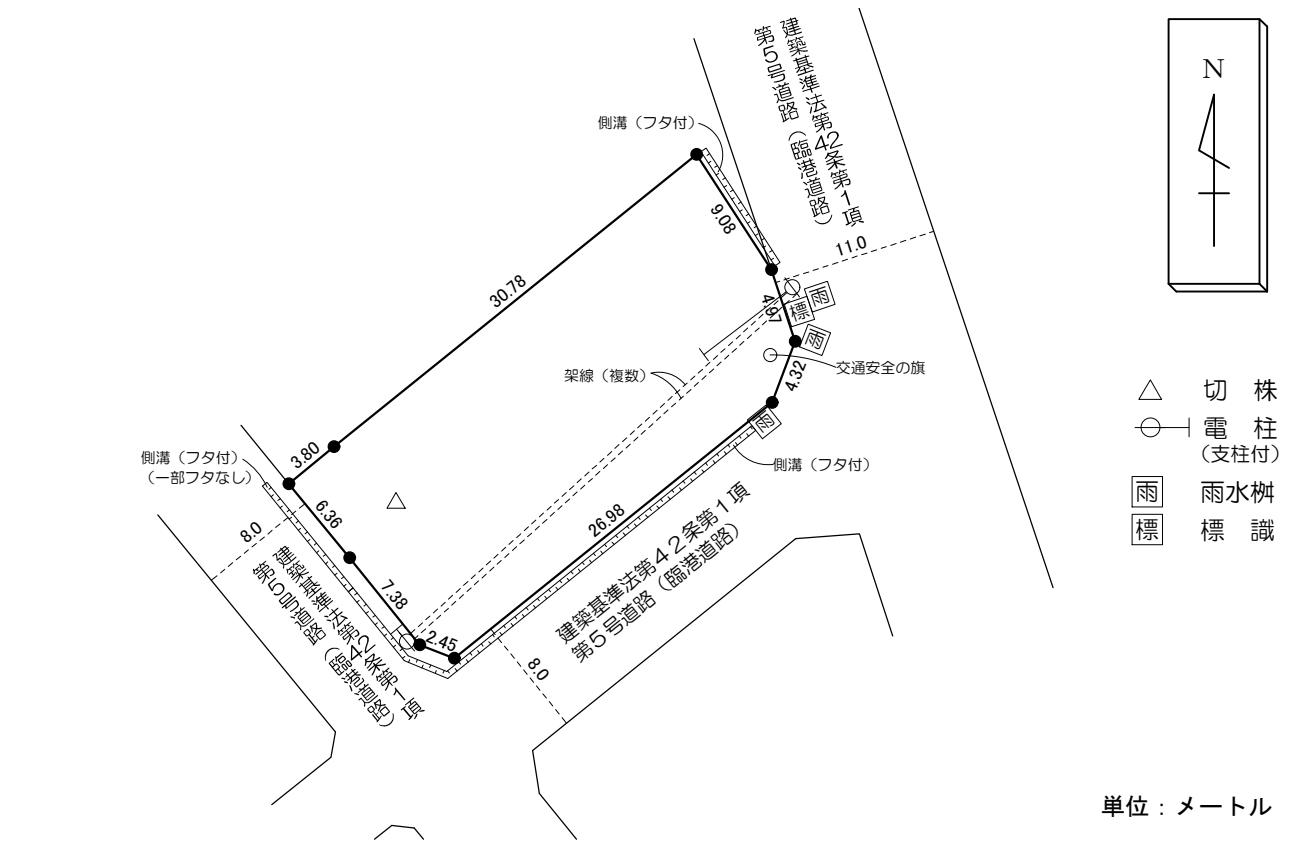 建築基準法第42条第1項
第5号道路（臨港道路）
N
側溝（フタ付）
9.08
11.0
30.78
4.97
雨
標
雨
架線（複数）
交通安全の旗
4.32
雨
3.80
側溝（フタ付）
（一部フタなし）
側溝（フタ付）
6.36
8.0
26.98
建築基準法第42条第1項
第5号道路（臨港道路）
7.38
2.45
建築基準法第42条第1項
第5号道路（臨港道路）
8.0
切　株
電　柱
（支柱付）
雨 雨水桝
標 標　識
単位：メートル